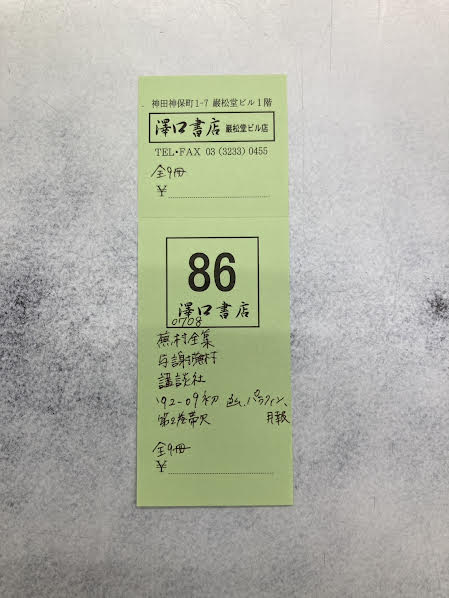 神田神保町1-7 巌松堂ビル1階
澤口書店 巌松堂ビル店
TEL・FAX 03 (3233) 0455
全9冊
¥
86
澤口書店
0708
蕪村全集
与謝蕪村
講談社
'92-09初 函、パラフィン、月報
第2巻帯欠
全9冊
¥